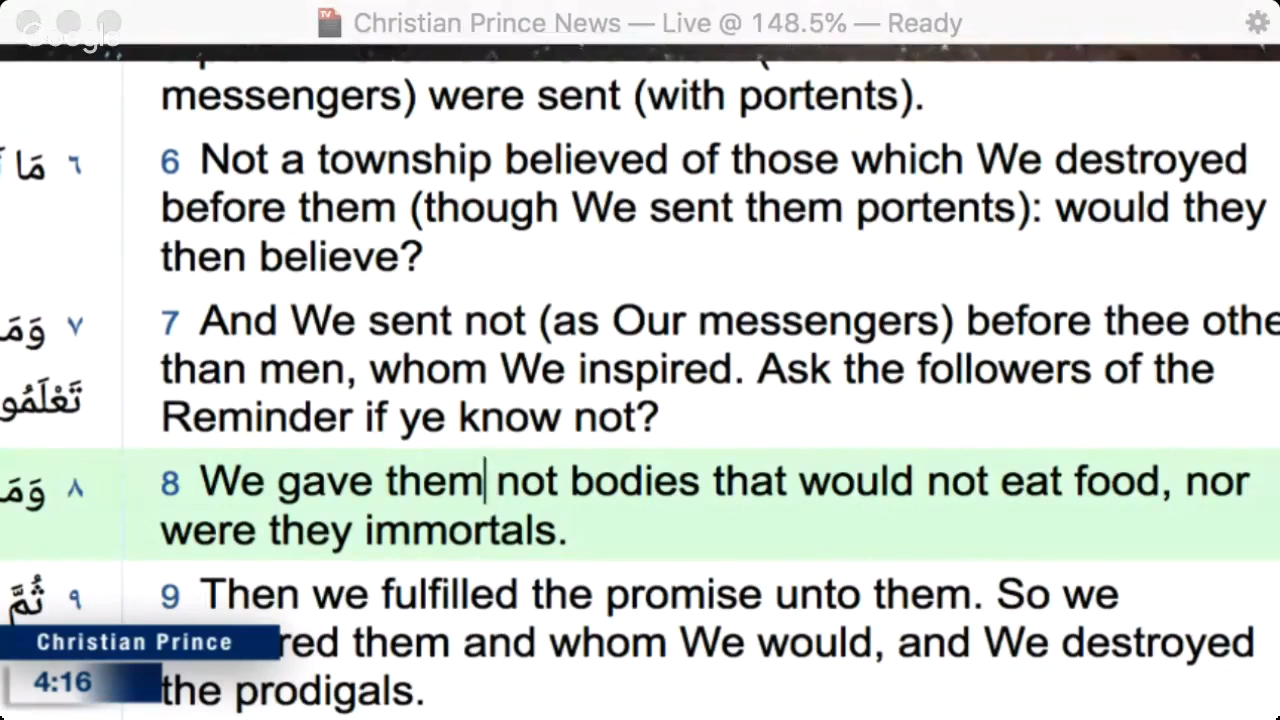 Christian Prince News — Live @ 148.5% — Ready
Google
messengers) were sent (with portents).
٦ مَا
6 Not a township believed of those which We destroyed
before them (though We sent them portents): would they
then believe?
٧ وَمَ
7 And We sent not (as Our messengers) before thee othe
than men, whom We inspired. Ask the followers of the
تَعْلَمُو
Reminder if ye know not?
٨ وَمَ
8 We gave them not bodies that would not eat food, nor
were they immortals.
٩ ثُمَّ
9 Then we fulfilled the promise unto them. So we
Christian Prince
red them and whom We would, and We destroyed
4:16
the prodigals.